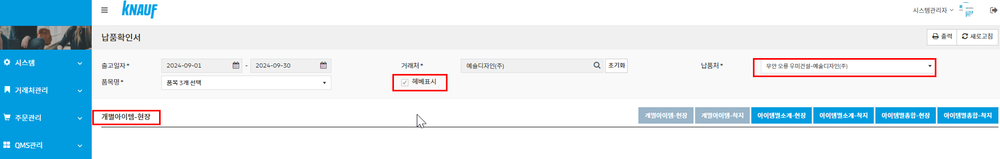 KNAUF
시스템관리자
납품확인서
출력 새로고침
시스템
거래처관리
주문관리
QMS관리
출고일자* 2024-09-01 - 2024-09-30 거래처* 예술디자인(주) 초기화 납품처* 무안 오룡 우미건설-예술디자인(주)
품목명* 품목 3개 선택 헤베표시
개별아이템-현장
개별아이템-현장 개별아이템-착지 아이템별소계-현장 아이템별소계-착지 아이템별총합-현장 아이템별총합-착지